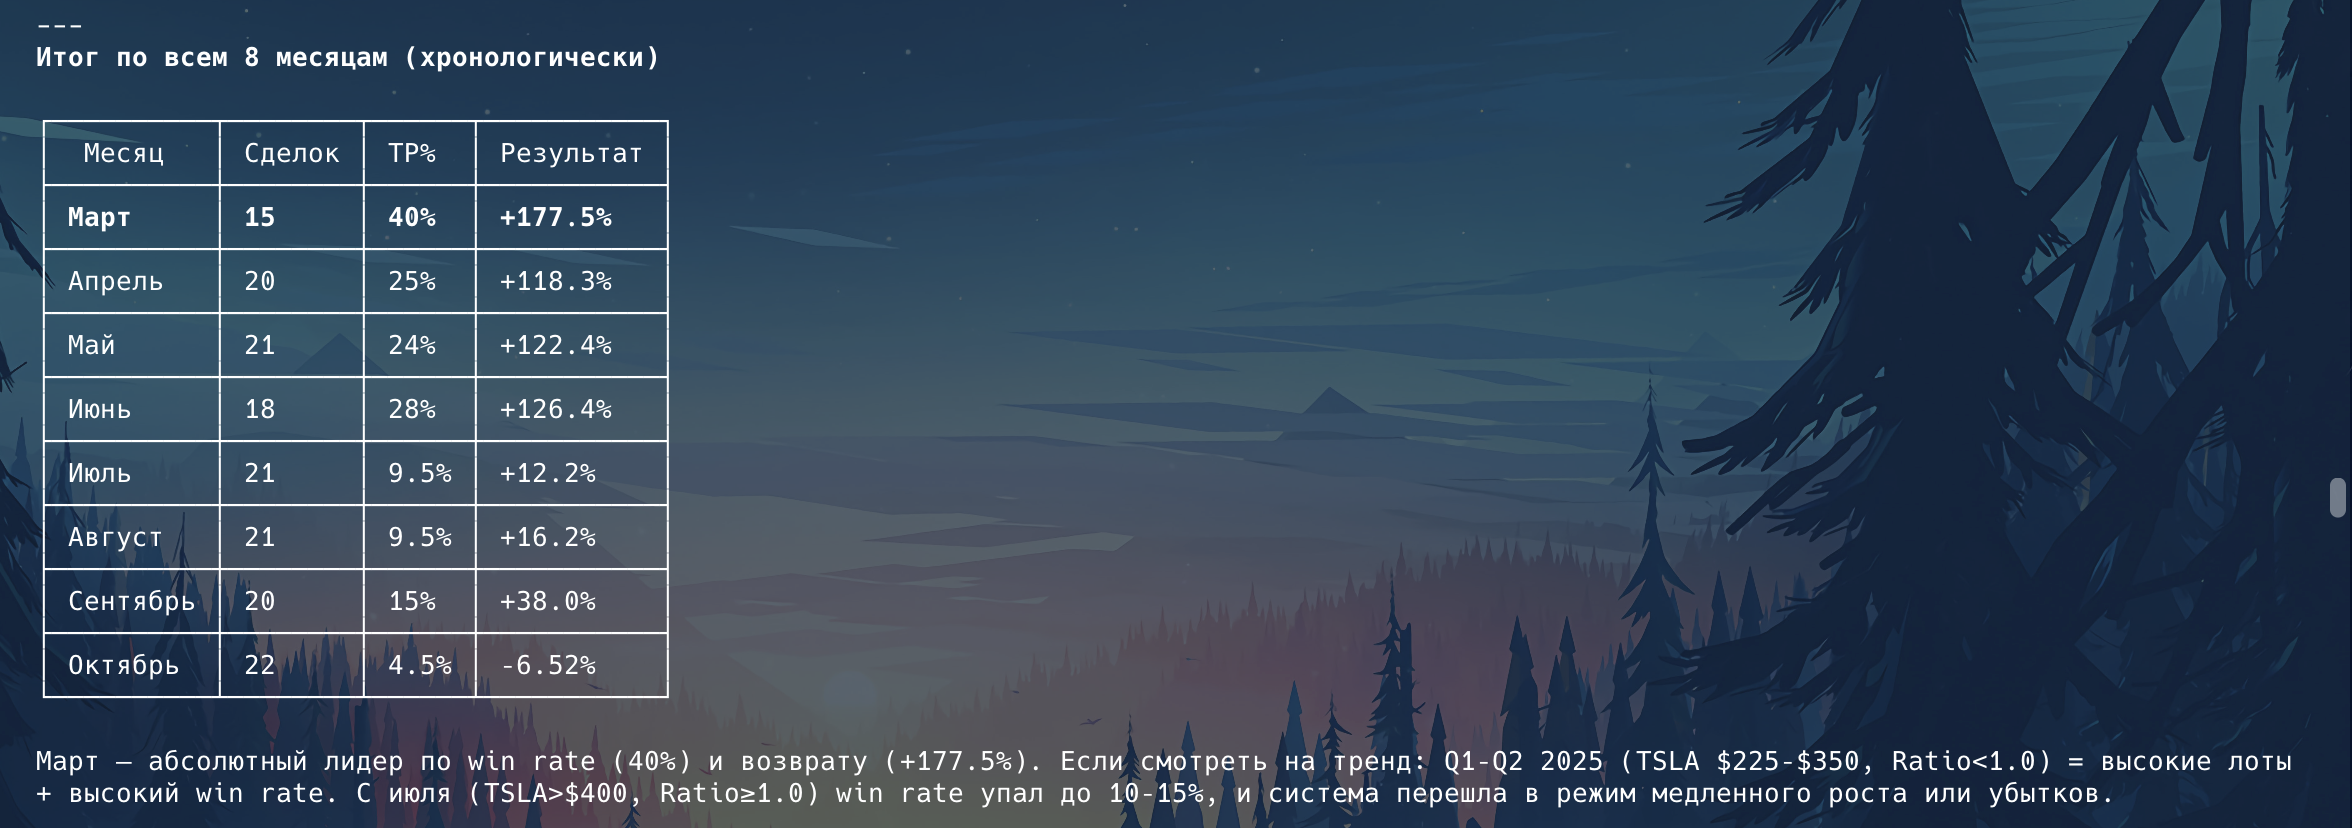 ---
Итог по всем 8 месяцам (хронологически)
Месяц Сделок TP% Результат
Март 15 40% +177.5%
Апрель 20 25% +118.3%
Май 21 24% +122.4%
Июнь 18 28% +126.4%
Июль 21 9.5% +12.2%
Август 21 9.5% +16.2%
Сентябрь 20 15% +38.0%
Октябрь 22 4.5% -6.52%
Март — абсолютный лидер по win rate (40%) и возврату (+177.5%). Если смотреть на тренд: Q1-Q2 2025 (TSLA $225-$350, Ratio<1.0) = высокие лоты
+ высокий win rate. С июля (TSLA>$400, Ratio≥1.0) win rate упал до 10-15%, и система перешла в режим медленного роста или убытков.